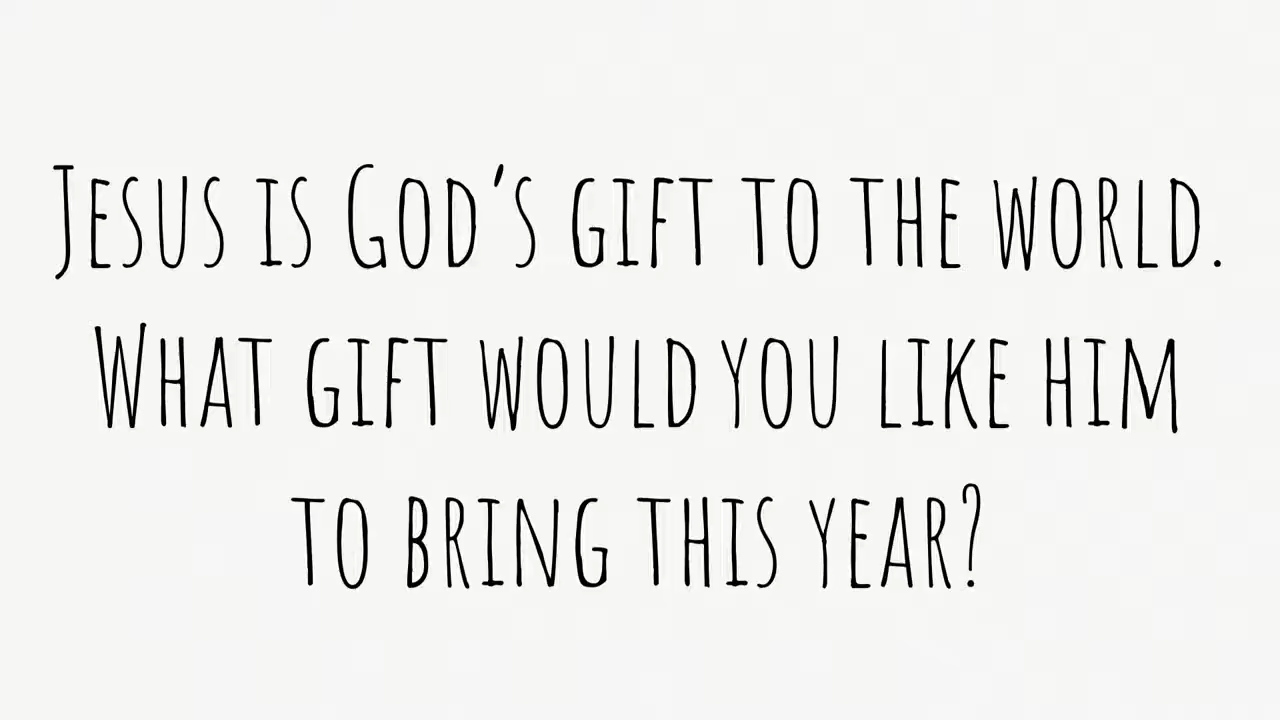 Jesus is God's gift to the world.
What gift would you like him
to bring this year?